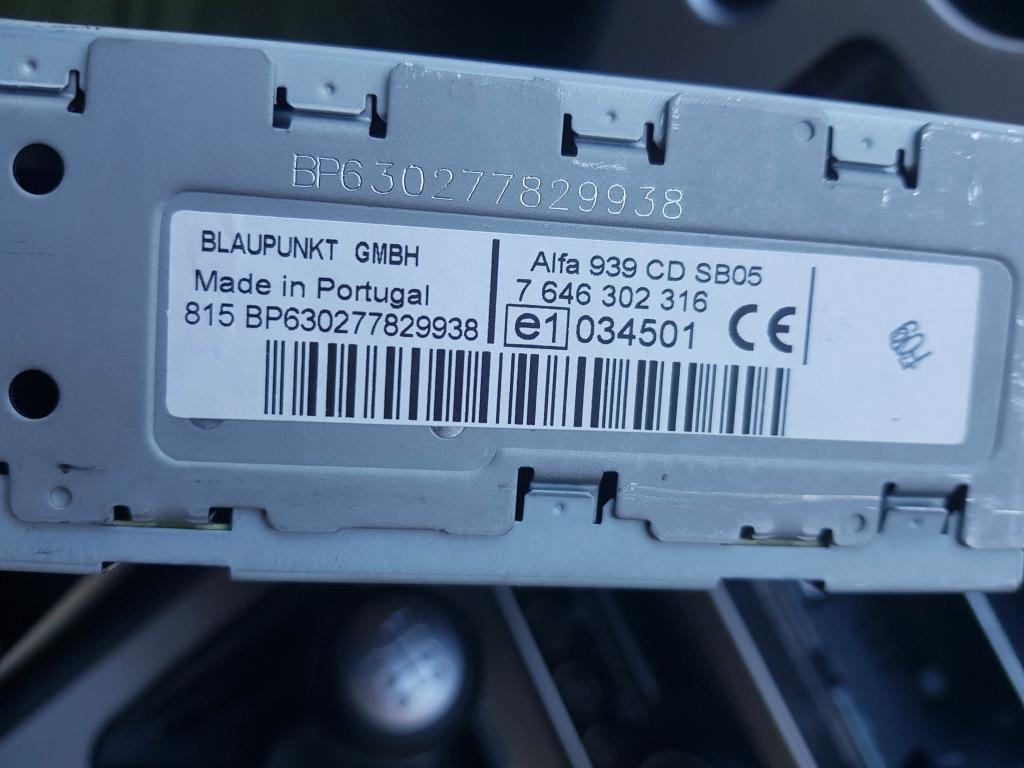 BP630277829938
BLAUPUNKT GMBH
Made in Portugal
815 BP630277829938
Alfa 939 CD SB05
7 646 302 316
e1 034501 CE